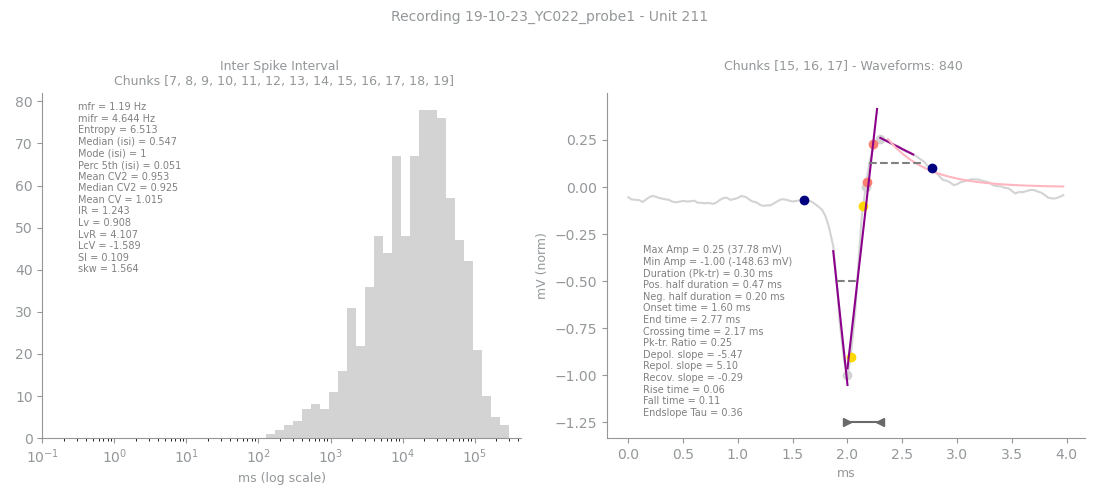 Recording 19-10-23_YC022_probe1 - Unit 211
Inter Spike Interval
Chunks [7, 8, 9, 10, 11, 12, 13, 14, 15, 16, 17, 18, 19]
80
70
60
50
40
30
20
10
0
mfr = 1.19 Hz
mifr = 4.644 Hz
Entropy = 6.513
Median (isi) = 0.547
Mode (isi) = 1
Perc 5th (isi) = 0.051
Mean CV2 = 0.953
Median CV2 = 0.925
Mean CV = 1.015
IR = 1.243
Lv = 0.908
LvR = 4.107
LcV = -1.589
SI = 0.109
skw = 1.564
10⁻¹ 10⁰ 10¹ 10² 10³ 10⁴ 10⁵
ms (log scale)
Chunks [15, 16, 17] - Waveforms: 840
mV (norm)
0.25
0.00
−0.25
−0.50
−0.75
−1.00
−1.25
Max Amp = 0.25 (37.78 mV)
Min Amp = -1.00 (-148.63 mV)
Duration (Pk-tr) = 0.30 ms
Pos. half duration = 0.47 ms
Neg. half duration = 0.20 ms
Onset time = 1.60 ms
End time = 2.77 ms
Crossing time = 2.17 ms
Pk-tr. Ratio = 0.25
Depol. slope = -5.47
Repol. slope = 5.10
Recov. slope = -0.29
Rise time = 0.06
Fall time = 0.11
Endslope Tau = 0.36
0.0 0.5 1.0 1.5 2.0 2.5 3.0 3.5 4.0
ms